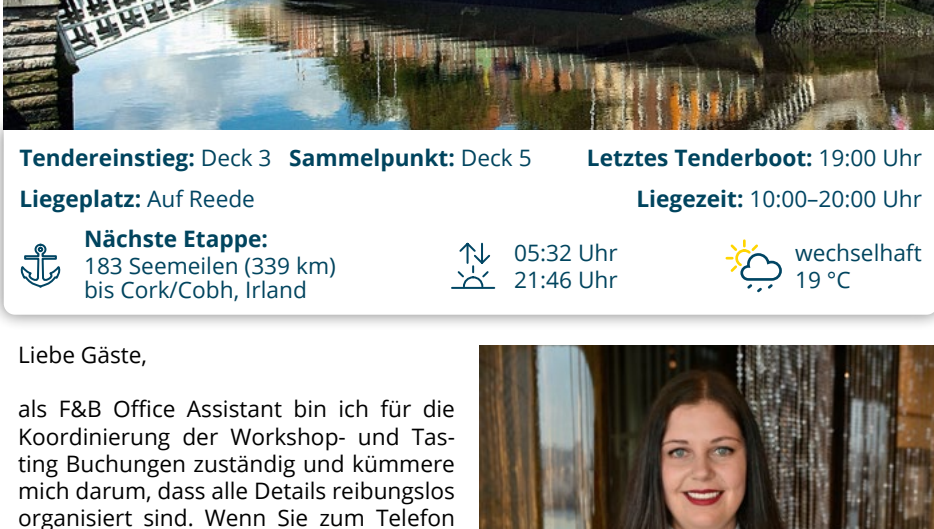 Tendereinstieg: Deck 3 Sammelpunkt: Deck 5 Letztes Tenderboot: 19:00 Uhr
Liegeplatz: Auf Reede Liegezeit: 10:00–20:00 Uhr
Nächste Etappe:
183 Seemeilen (339 km)
bis Cork/Cobh, Irland
05:32 Uhr
21:46 Uhr
wechselhaft
19 °C
Liebe Gäste,
als F&B Office Assistant bin ich für die
Koordinierung der Workshop- und Tas-
ting Buchungen zuständig und kümmere
mich darum, dass alle Details reibungslos
organisiert sind. Wenn Sie zum Telefon